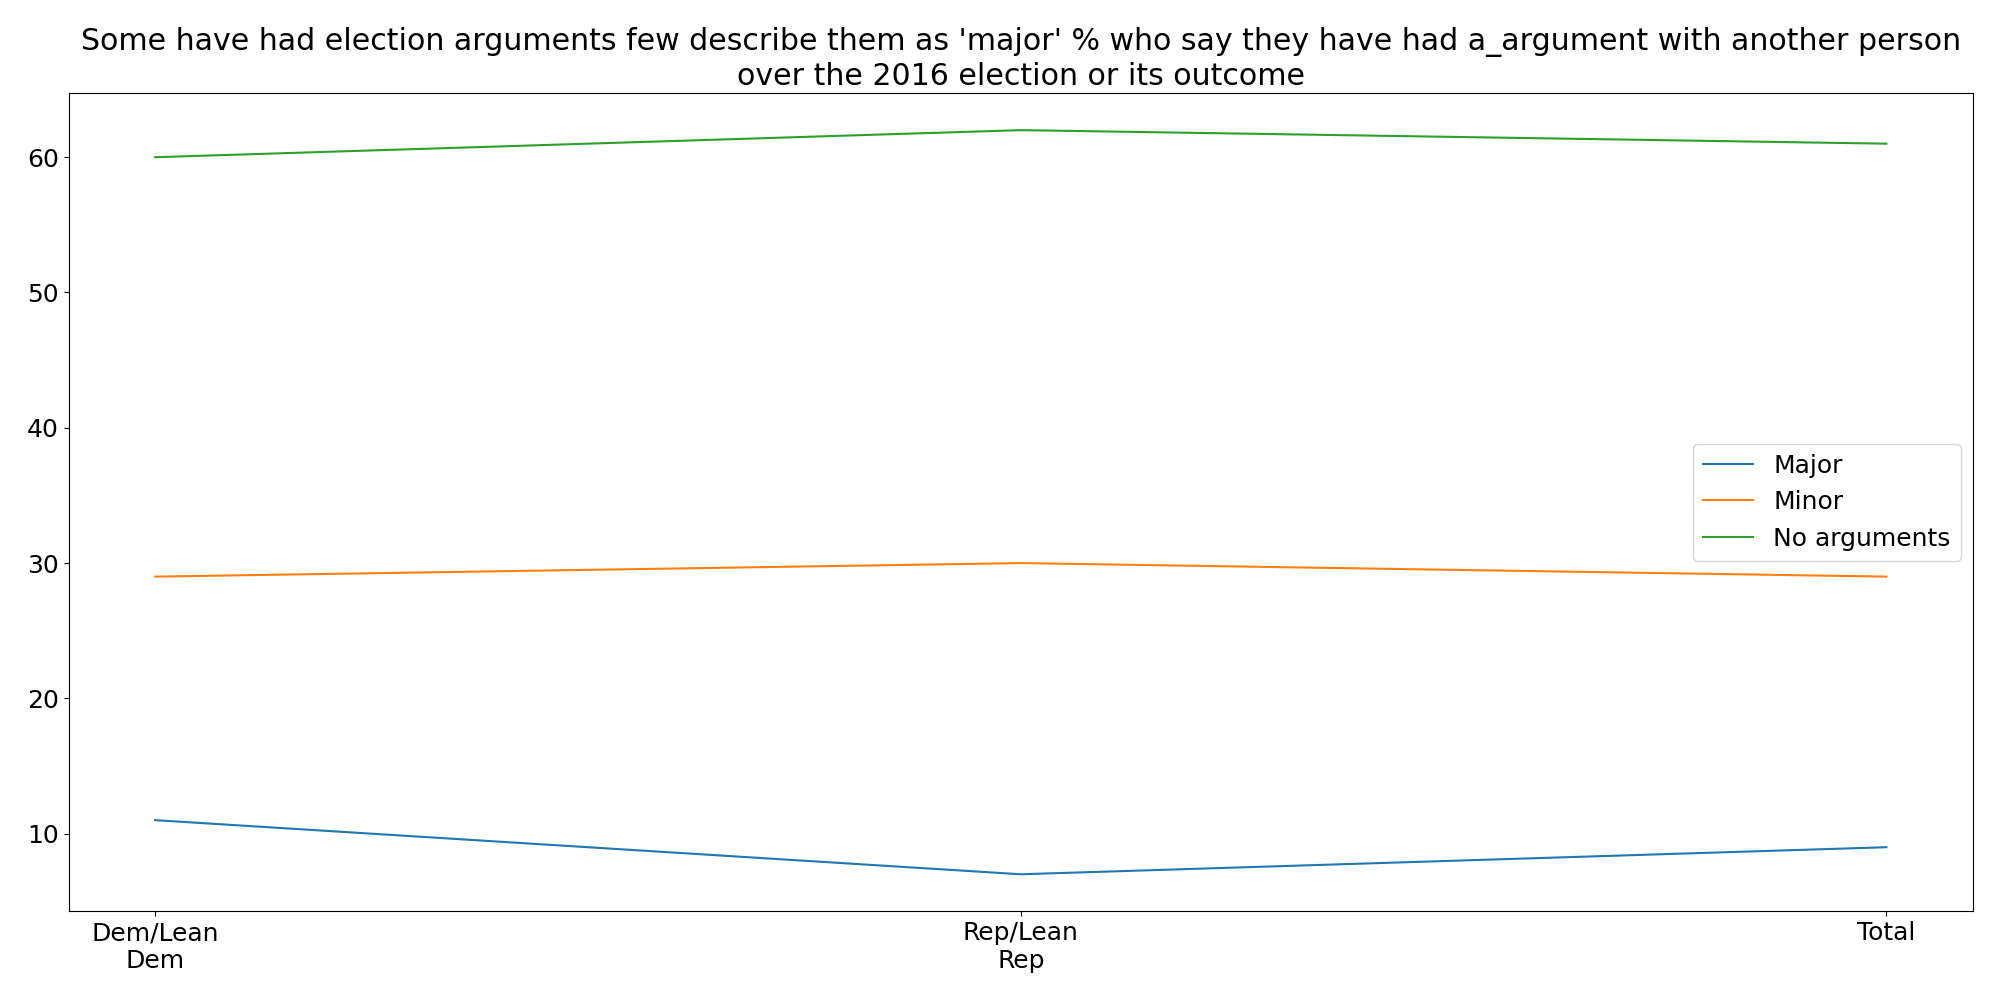 Some have had election arguments few describe them as 'major' % who say they have had a_argument with another person
over the 2016 election or its outcome
60
50
40
30
20
10
Major
Minor
No arguments
Dem/Lean
Dem
Rep/Lean
Rep
Total